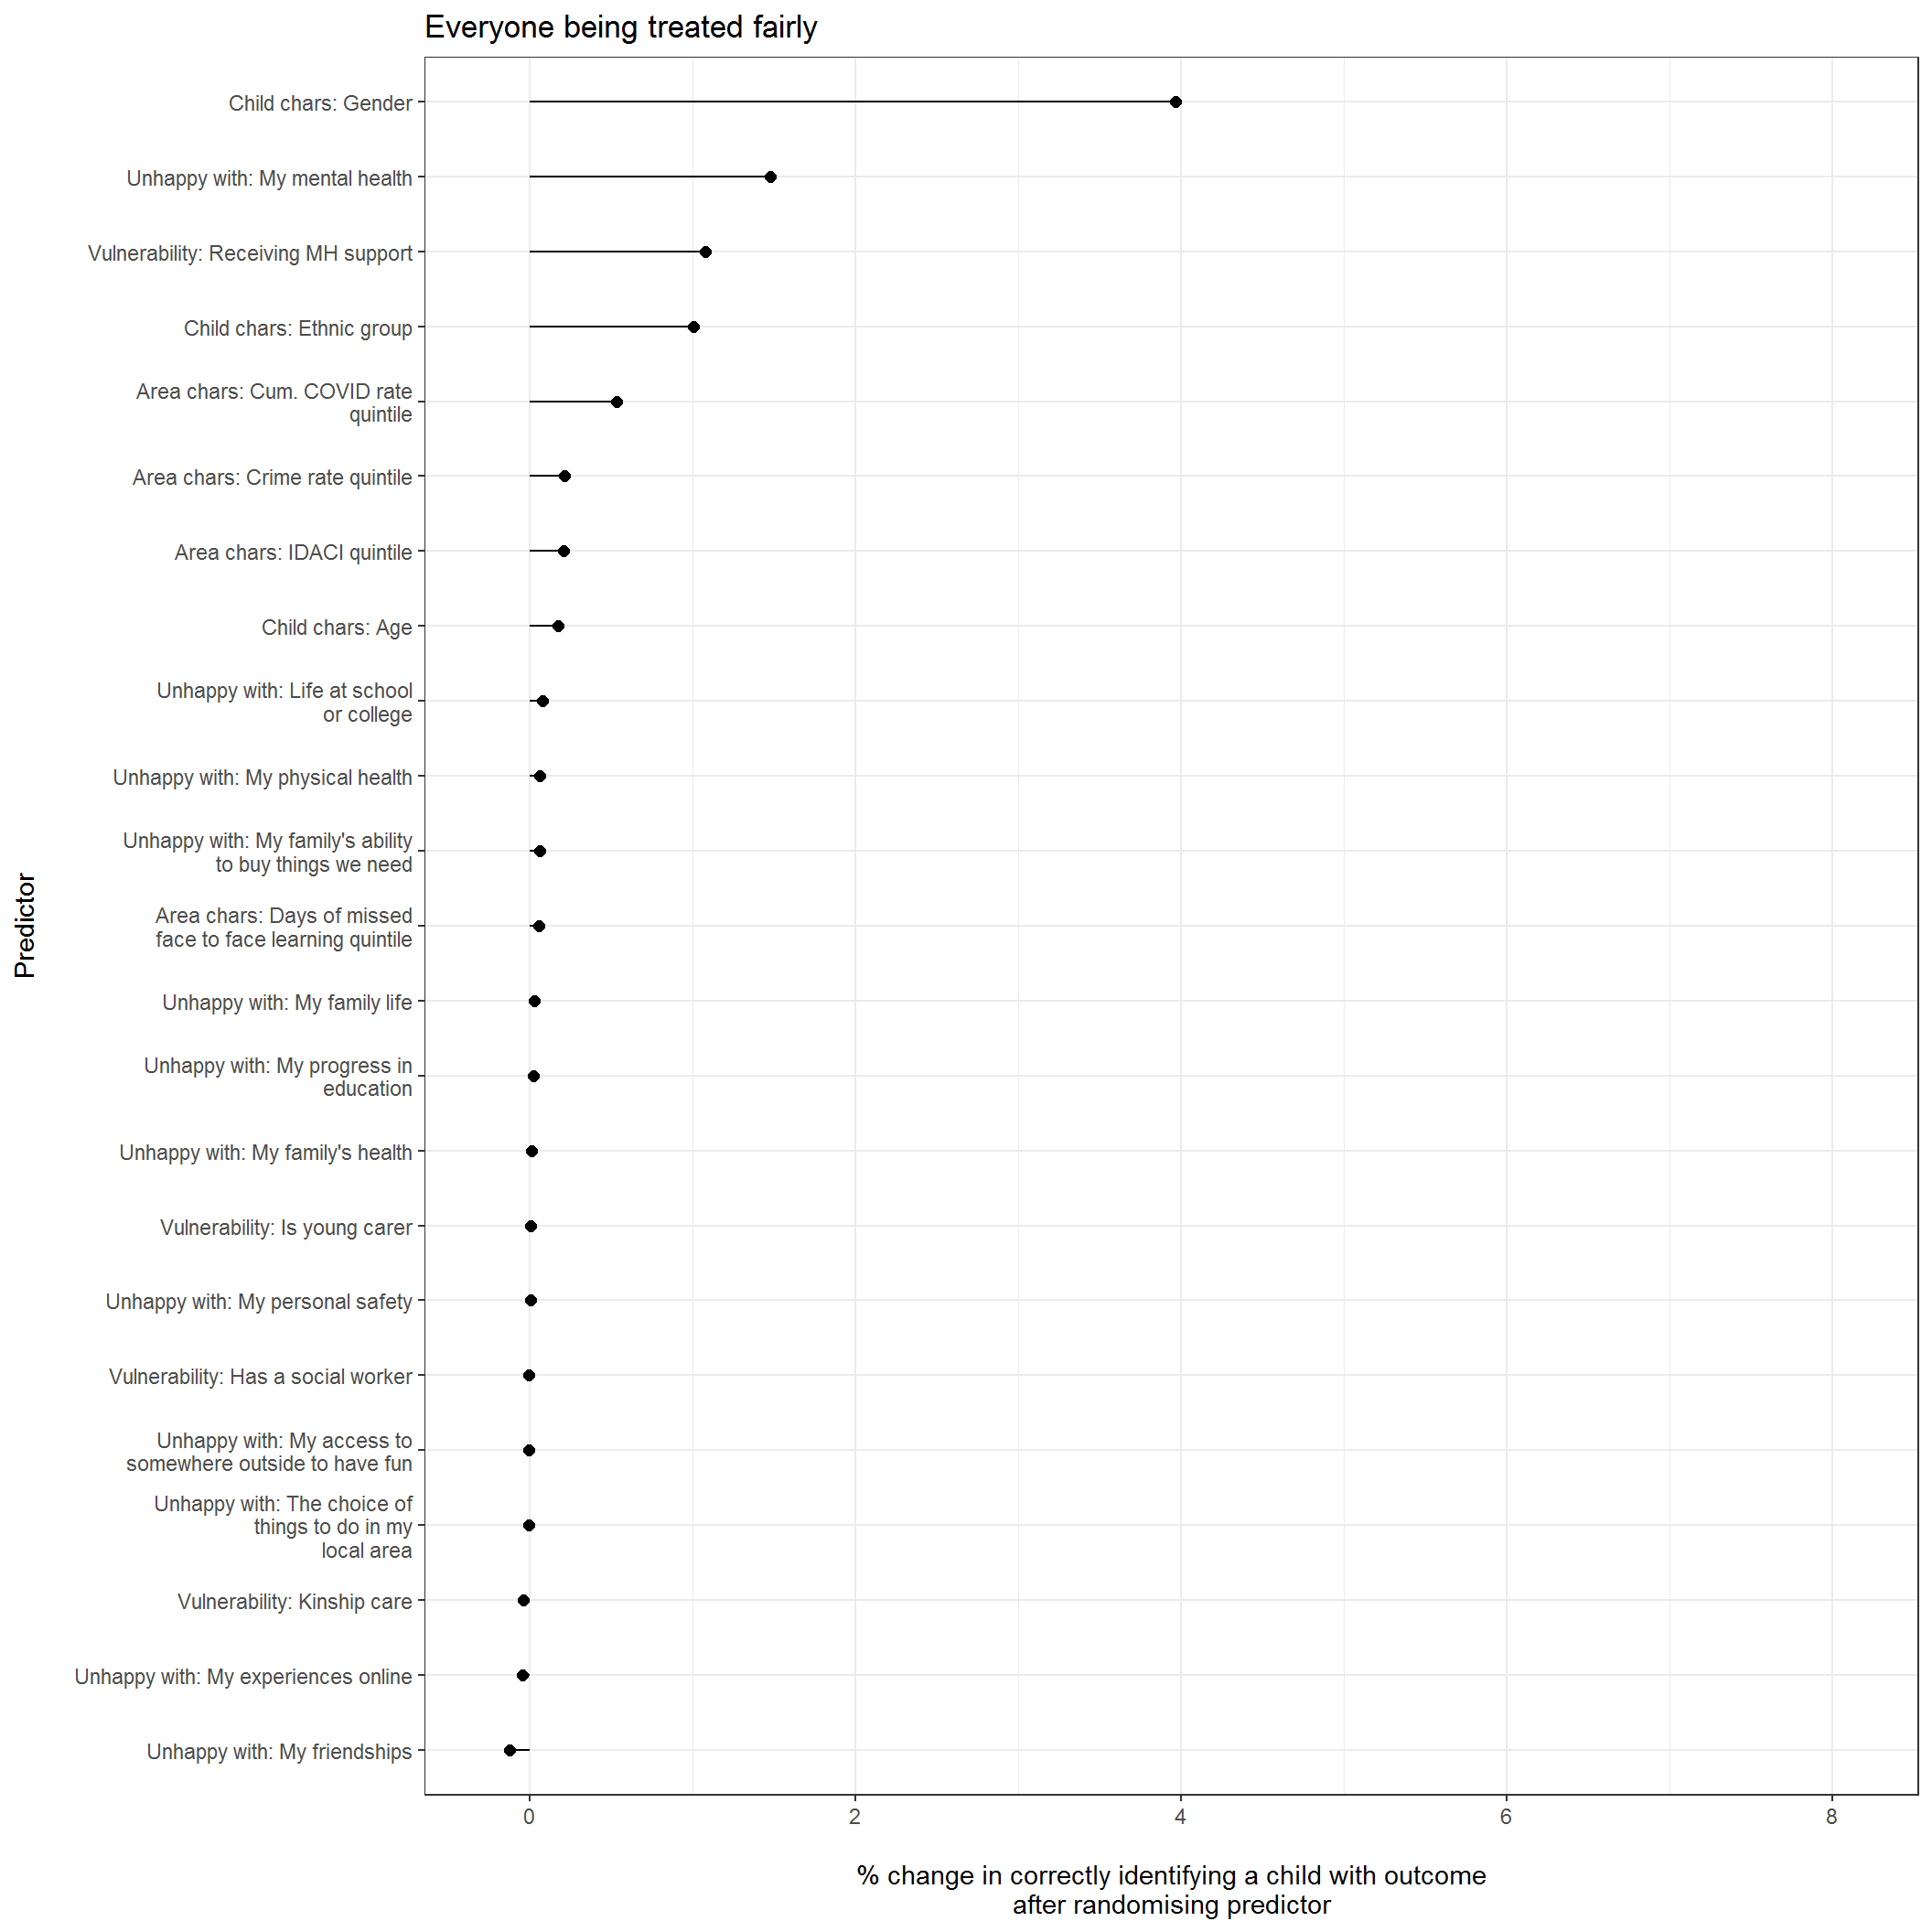 Everyone being treated fairly
Child chars: Gender
Unhappy with: My mental health
Vulnerability: Receiving MH support
Child chars: Ethnic group
Area chars: Cum. COVID rate
quintile
Area chars: Crime rate quintile
Area chars: IDACI quintile
Child chars: Age
Unhappy with: Life at school
or college
Unhappy with: My physical health
Unhappy with: My family's ability
to buy things we need
Area chars: Days of missed
face to face learning quintile
Unhappy with: My family life
Unhappy with: My progress in
education
Unhappy with: My family's health
Vulnerability: Is young carer
Unhappy with: My personal safety
Vulnerability: Has a social worker
Unhappy with: My access to
somewhere outside to have fun
Unhappy with: The choice of
things to do in my
local area
Vulnerability: Kinship care
Unhappy with: My experiences online
Unhappy with: My friendships
Predictor
0 2 4 6 8
% change in correctly identifying a child with outcome
after randomising predictor